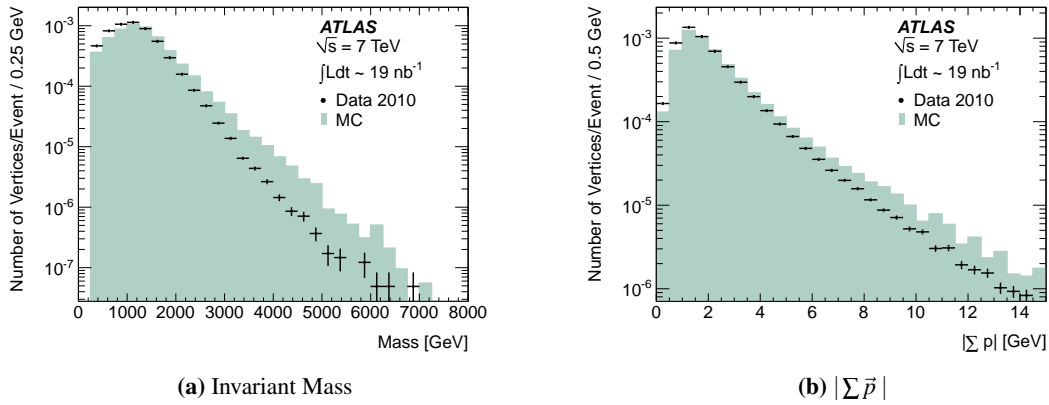 Number of Vertices/Event / 0.25 GeV
10⁻³
10⁻⁴
10⁻⁵
10⁻⁶
10⁻⁷
ATLAS
√s = 7 TeV
∫Ldt ~ 19 nb⁻¹
Data 2010
MC
0 1000 2000 3000 4000 5000 6000 7000 8000
Mass [GeV]
(a) Invariant Mass
Number of Vertices/Event / 0.5 GeV
10⁻³
10⁻⁴
10⁻⁵
10⁻⁶
ATLAS
√s = 7 TeV
∫Ldt ~ 19 nb⁻¹
Data 2010
MC
0 2 4 6 8 10 12 14
|∑ p| [GeV]
(b) |∑p⃗ |